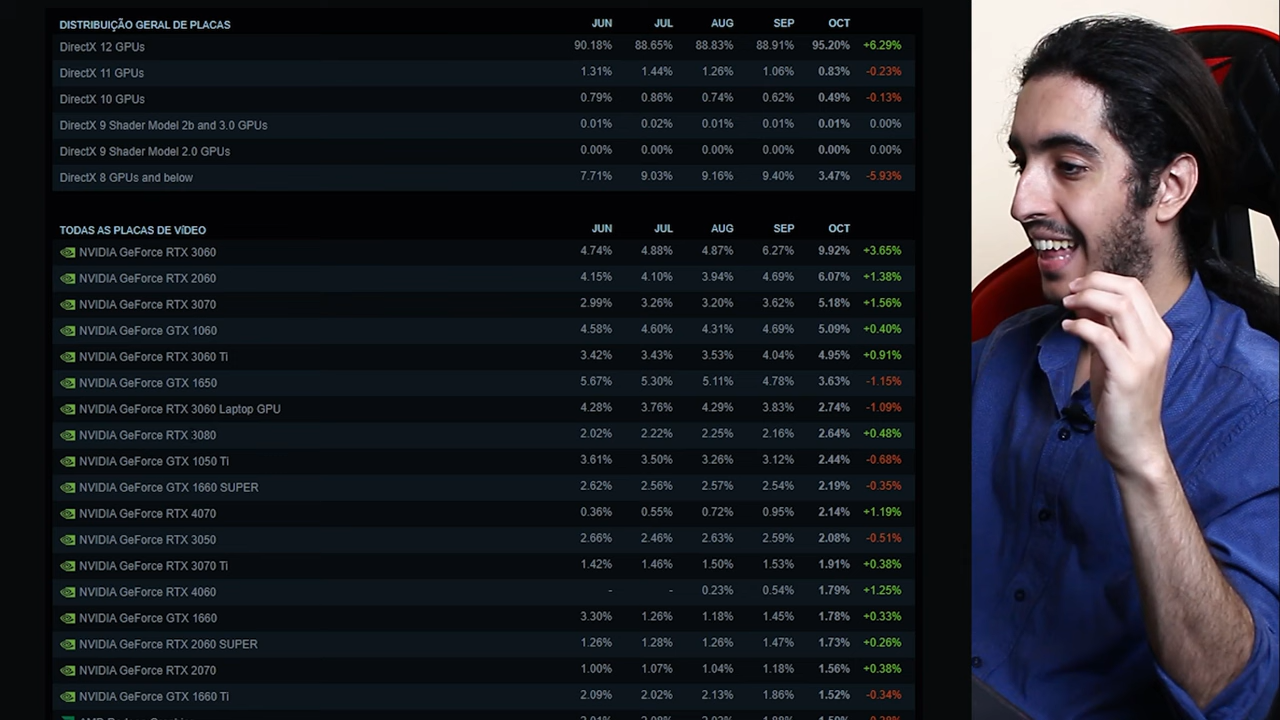 DISTRIBUIÇÃO GERAL DE PLACAS JUN JUL AUG SEP OCT
DirectX 12 GPUs 90.18% 88.65% 88.83% 88.91% 95.20% +6.29%
DirectX 11 GPUs 1.31% 1.44% 1.26% 1.06% 0.83% -0.23%
DirectX 10 GPUs 0.79% 0.86% 0.74% 0.62% 0.49% -0.13%
DirectX 9 Shader Model 2b and 3.0 GPUs 0.01% 0.02% 0.01% 0.01% 0.01% 0.00%
DirectX 9 Shader Model 2.0 GPUs 0.00% 0.00% 0.00% 0.00% 0.00% 0.00%
DirectX 8 GPUs and below 7.71% 9.03% 9.16% 9.40% 3.47% -5.93%
TODAS AS PLACAS DE VíDEO JUN JUL AUG SEP OCT
NVIDIA GeForce RTX 3060 4.74% 4.88% 4.87% 6.27% 9.92% +3.65%
NVIDIA GeForce RTX 2060 4.15% 4.10% 3.94% 4.69% 6.07% +1.38%
NVIDIA GeForce RTX 3070 2.99% 3.26% 3.20% 3.62% 5.18% +1.56%
NVIDIA GeForce GTX 1060 4.58% 4.60% 4.31% 4.69% 5.09% +0.40%
NVIDIA GeForce RTX 3060 Ti 3.42% 3.43% 3.53% 4.04% 4.95% +0.91%
NVIDIA GeForce GTX 1650 5.67% 5.30% 5.11% 4.78% 3.63% -1.15%
NVIDIA GeForce RTX 3060 Laptop GPU 4.28% 3.76% 4.29% 3.83% 2.74% -1.09%
NVIDIA GeForce RTX 3080 2.02% 2.22% 2.25% 2.16% 2.64% +0.48%
NVIDIA GeForce GTX 1050 Ti 3.61% 3.50% 3.26% 3.12% 2.44% -0.68%
NVIDIA GeForce GTX 1660 SUPER 2.62% 2.56% 2.57% 2.54% 2.19% -0.35%
NVIDIA GeForce RTX 4070 0.36% 0.55% 0.72% 0.95% 2.14% +1.19%
NVIDIA GeForce RTX 3050 2.66% 2.46% 2.63% 2.59% 2.08% -0.51%
NVIDIA GeForce RTX 3070 Ti 1.42% 1.46% 1.50% 1.53% 1.91% +0.38%
NVIDIA GeForce RTX 4060 - - 0.23% 0.54% 1.79% +1.25%
NVIDIA GeForce GTX 1660 3.30% 1.26% 1.18% 1.45% 1.78% +0.33%
NVIDIA GeForce RTX 2060 SUPER 1.26% 1.28% 1.26% 1.47% 1.73% +0.26%
NVIDIA GeForce RTX 2070 1.00% 1.07% 1.04% 1.18% 1.56% +0.38%
NVIDIA GeForce GTX 1660 Ti 2.09% 2.02% 2.13% 1.86% 1.52% -0.34%